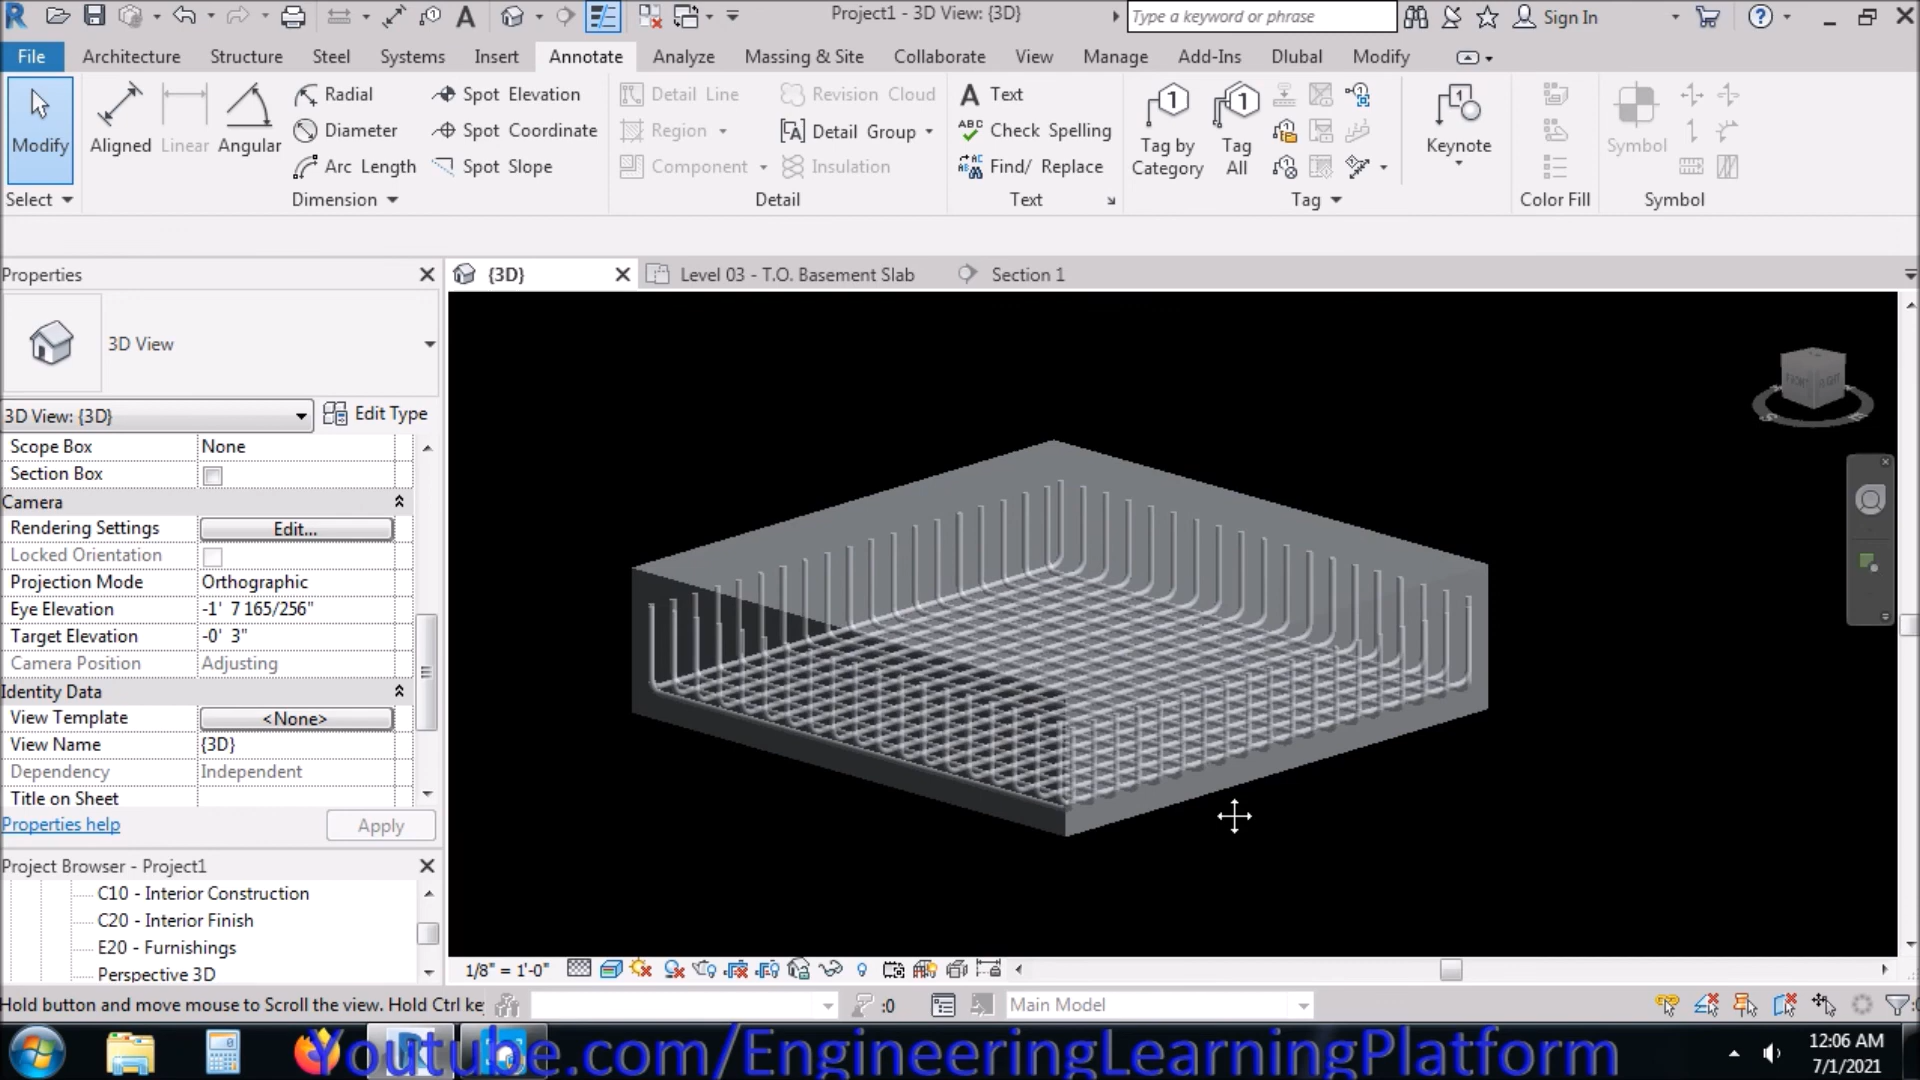 Project1 - 3D View: {3D}
Type a keyword or phrase
Sign In
File Architecture Structure Steel Systems Insert Annotate Analyze Massing & Site Collaborate View Manage Add-Ins Dlubal Modify
Modify
Aligned
Linear
Angular
Radial
Diameter
Arc Length
Spot Elevation
Spot Coordinate
Spot Slope
Detail Line
Region
Component
Revision Cloud
Detail Group
Insulation
A Text
ABC Check Spelling
Find/ Replace
Tag by
Category
Tag
All
Keynote
Symbol
Select
Dimension
Detail
Text
Tag
Color Fill
Symbol
Properties
{3D}
Level 03 - T.O. Basement Slab
Section 1
3D View
3D View: {3D}
Edit Type
Scope Box None
Section Box
Camera
Rendering Settings Edit...
Locked Orientation
Projection Mode Orthographic
Eye Elevation -1' 7 165/256"
Target Elevation -0' 3"
Camera Position Adjusting
Identity Data
View Template <None>
View Name {3D}
Dependency Independent
Title on Sheet
Properties help
Apply
Project Browser - Project1
C10 - Interior Construction
C20 - Interior Finish
E20 - Furnishings
Perspective 3D
FRONT
RIGHT
1/8" = 1'-0"
Hold button and move mouse to Scroll the view. Hold Ctrl ke
:0
Main Model
Youtube.com/EngineeringLearningPlatform
12:06 AM
7/1/2021